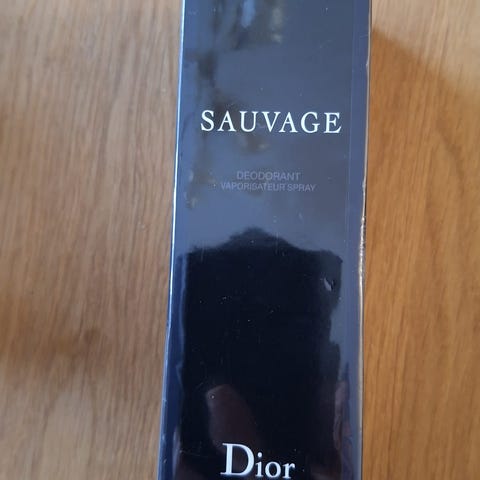 SAUVAGE
DEODORANT
VAPORISATEUR SPRAY
Dior